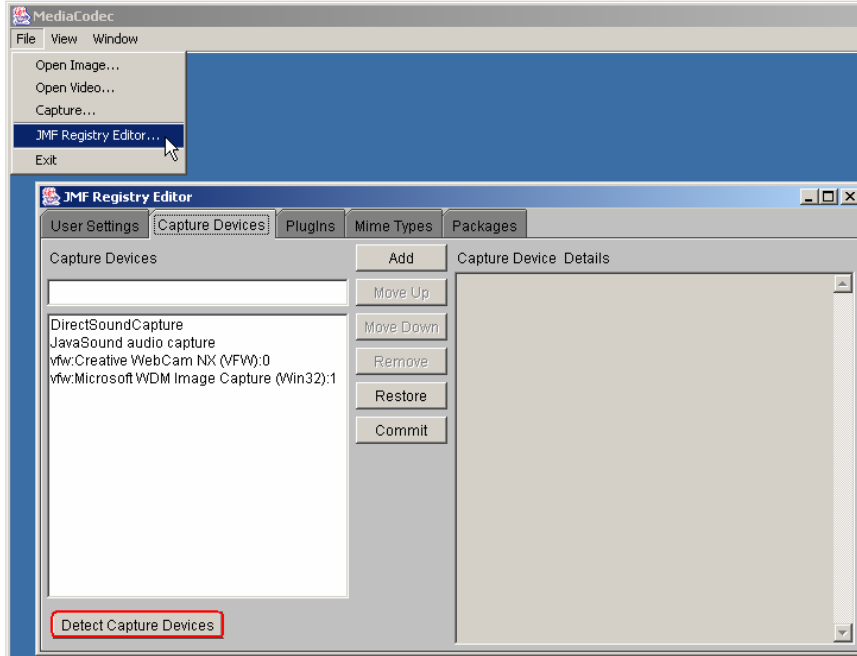 MediaCodec
File View Window
Open Image...
Open Video...
Capture...
JMF Registry Editor...
Exit
JMF Registry Editor
User Settings Capture Devices PlugIns Mime Types Packages
Capture Devices Add Capture Device Details
Move Up
DirectSoundCapture Move Down
JavaSound audio capture
vfw:Creative WebCam NX (VFW):0 Remove
vfw:Microsoft WDM Image Capture (Win32):1
Restore
Commit
Detect Capture Devices